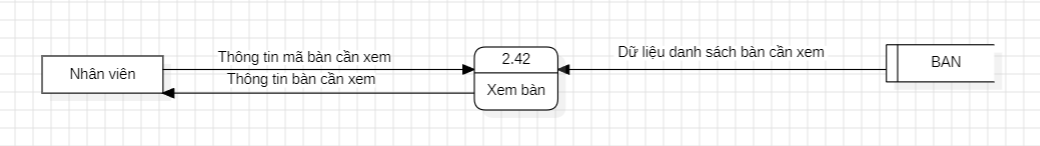 Nhân viên
Thông tin mã bàn cần xem
Thông tin bàn cần xem
2.42
Xem bàn
Dữ liệu danh sách bàn cần xem
BAN